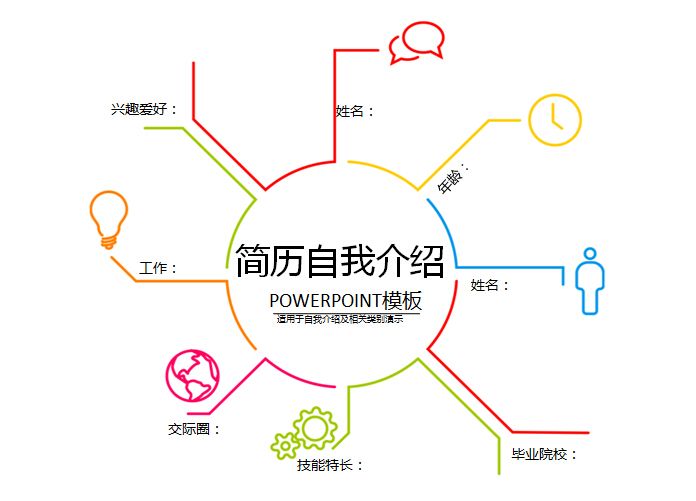 兴趣爱好：
姓名：
年龄：
工作：
简历自我介绍
POWERPOINT模板
适用于自我介绍及相关类别演示
姓名：
交际圈：
技能特长：
毕业院校：